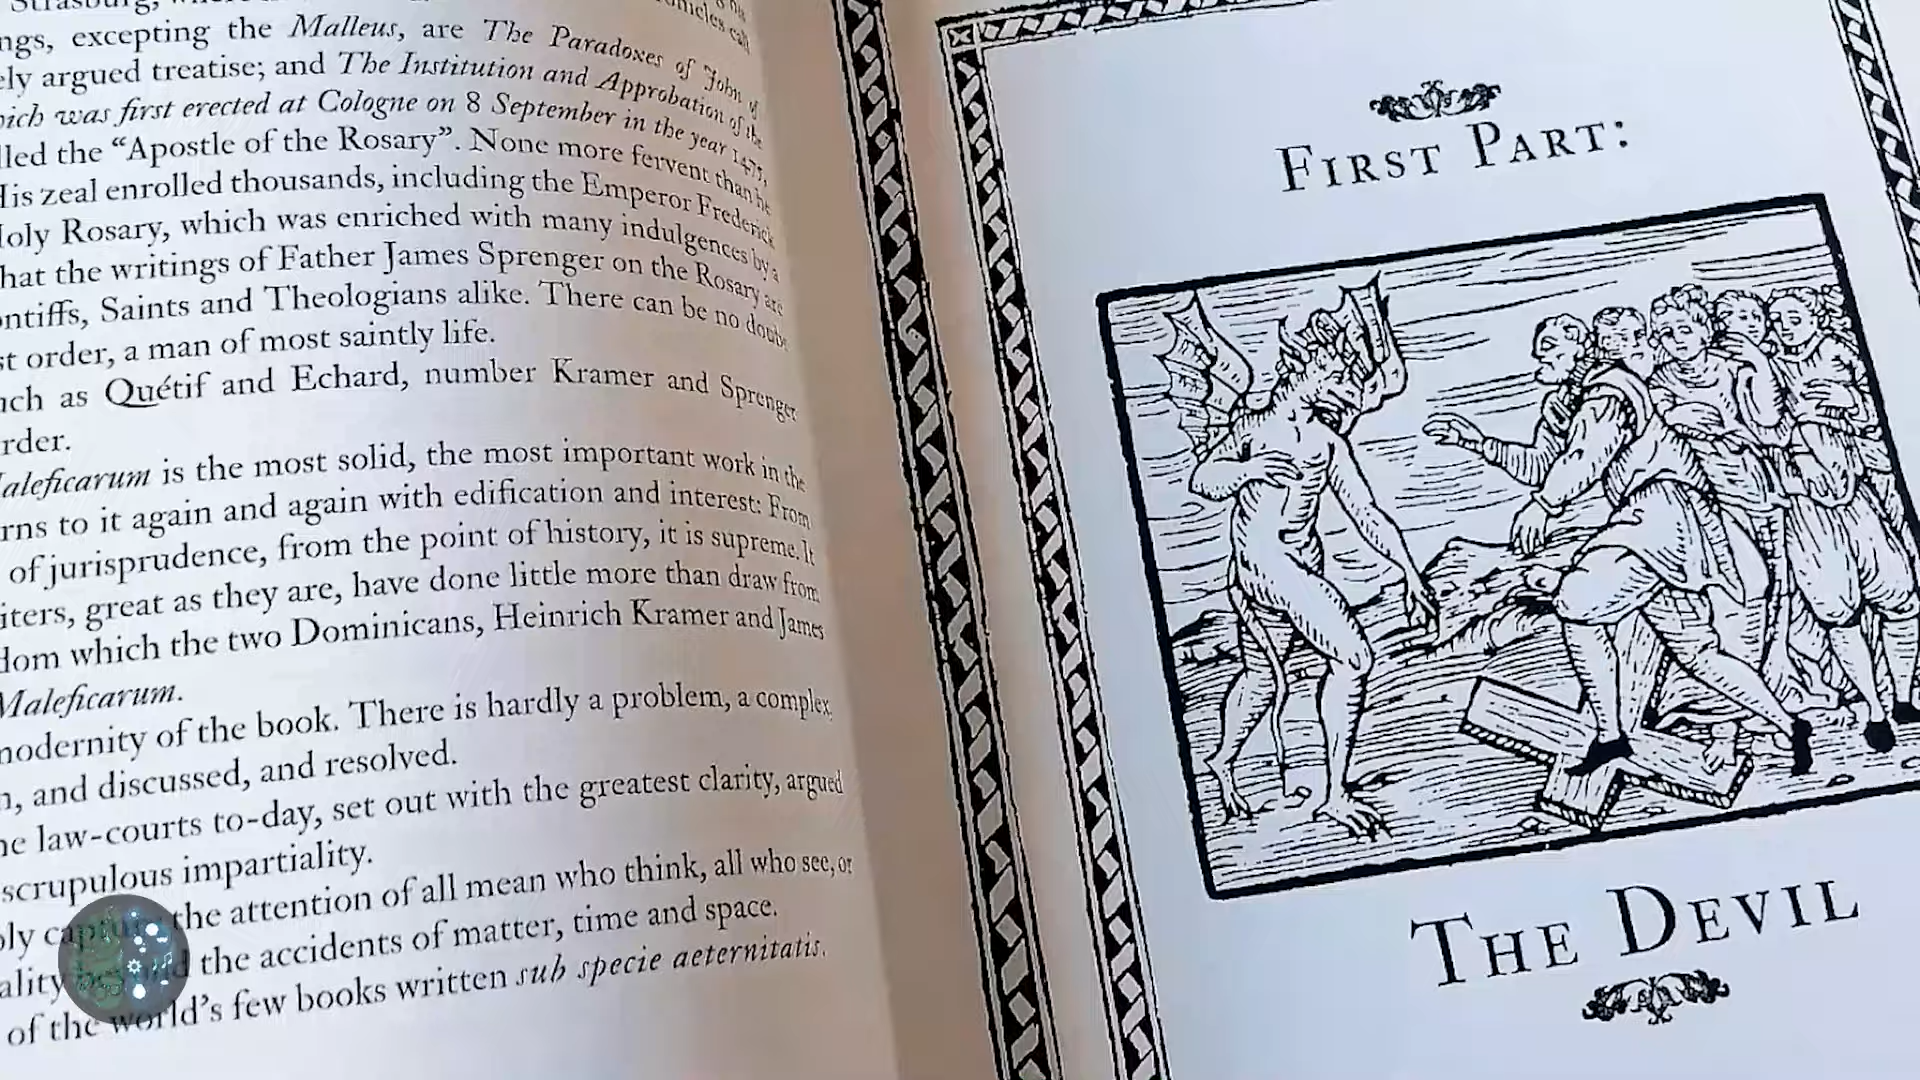 Strasburg,
ngs, excepting the Malleus, are The Paradoxes of John of
ely argued treatise; and The Institution and Approbation of the
hich was first erected at Cologne on 8 September in the year 1475,
lled the “Apostle of the Rosary”. None more fervent than he
His zeal enrolled thousands, including the Emperor Frederick
Holy Rosary, which was enriched with many indulgences by a
hat the writings of Father James Sprenger on the Rosary are
ontiffs, Saints and Theologians alike. There can be no doubt
st order, a man of most saintly life.
uch as Quétif and Echard, number Kramer and Sprenger
rder.
Maleficarum is the most solid, the most important work in the
rns to it again and again with edification and interest: From
of jurisprudence, from the point of history, it is supreme. It
iters, great as they are, have done little more than draw from
dom which the two Dominicans, Heinrich Kramer and James
Maleficarum.
modernity of the book. There is hardly a problem, a complex,
n, and discussed, and resolved.
he law-courts to-day, set out with the greatest clarity, argued
scrupulous impartiality.
bly capture the attention of all mean who think, all who see, or
ality beyond the accidents of matter, time and space.
of the world’s few books written sub specie aeternitatis.
First Part:
The Devil